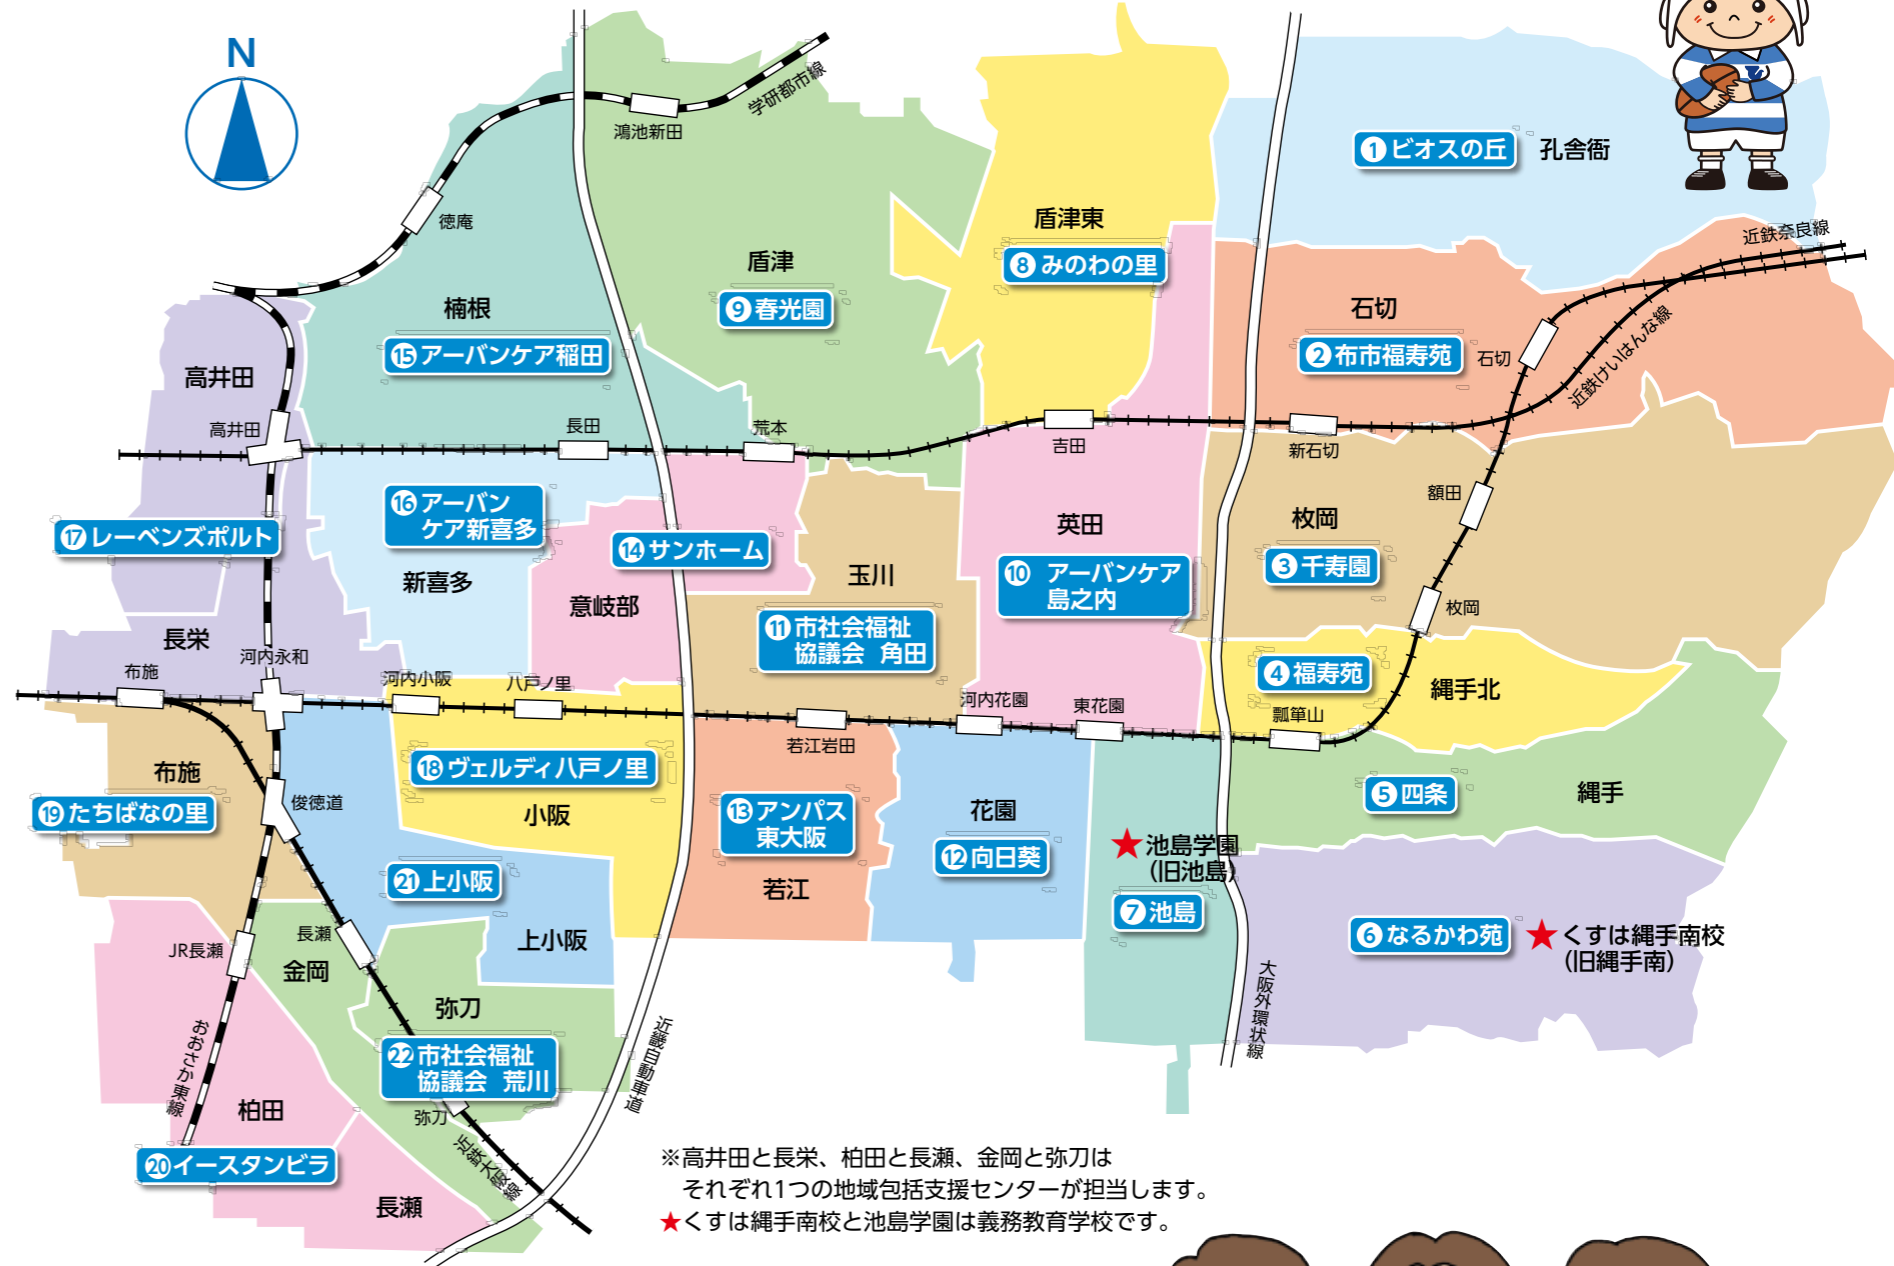 N
学研都市線
鴻池新田
徳庵
①ビオスの丘
孔舎衙
盾津東
⑧みのわの里
近鉄奈良線
盾津
⑨春光園
楠根
⑮アーバンケア稲田
石切
②布市福寿苑
石切
近鉄けいはんな線
高井田
高井田
長田
荒本
吉田
新石切
額田
⑰レーベンズポルト
⑯アーバン
ケア新喜多
新喜多
⑭サンホーム
意岐部
玉川
⑪市社会福祉
協議会 角田
英田
⑩ アーバンケア
島之内
枚岡
③千寿園
枚岡
長栄
河内永和
布施
河内小阪
八戸ノ里
若江岩田
河内花園
東花園
④福寿苑
縄手北
瓢箪山
布施
⑲たちばなの里
俊徳道
⑱ヴェルディ八戸ノ里
小阪
⑬アンパス
東大阪
若江
花園
⑫向日葵
⑤四条
縄手
★池島学園
(旧池島)
⑦池島
㉑上小阪
上小阪
⑥なるかわ苑
★くすは縄手南校
(旧縄手南)
JR長瀬
長瀬
金岡
弥刀
㉒市社会福祉
協議会 荒川
弥刀
大阪外環状線
近畿自動車道
おおさか東線
柏田
⑳イースタンビラ
近鉄大阪線
長瀬
※高井田と長栄、柏田と長瀬、金岡と弥刀は
それぞれ1つの地域包括支援センターが担当します。
★くすは縄手南校と池島学園は義務教育学校です。